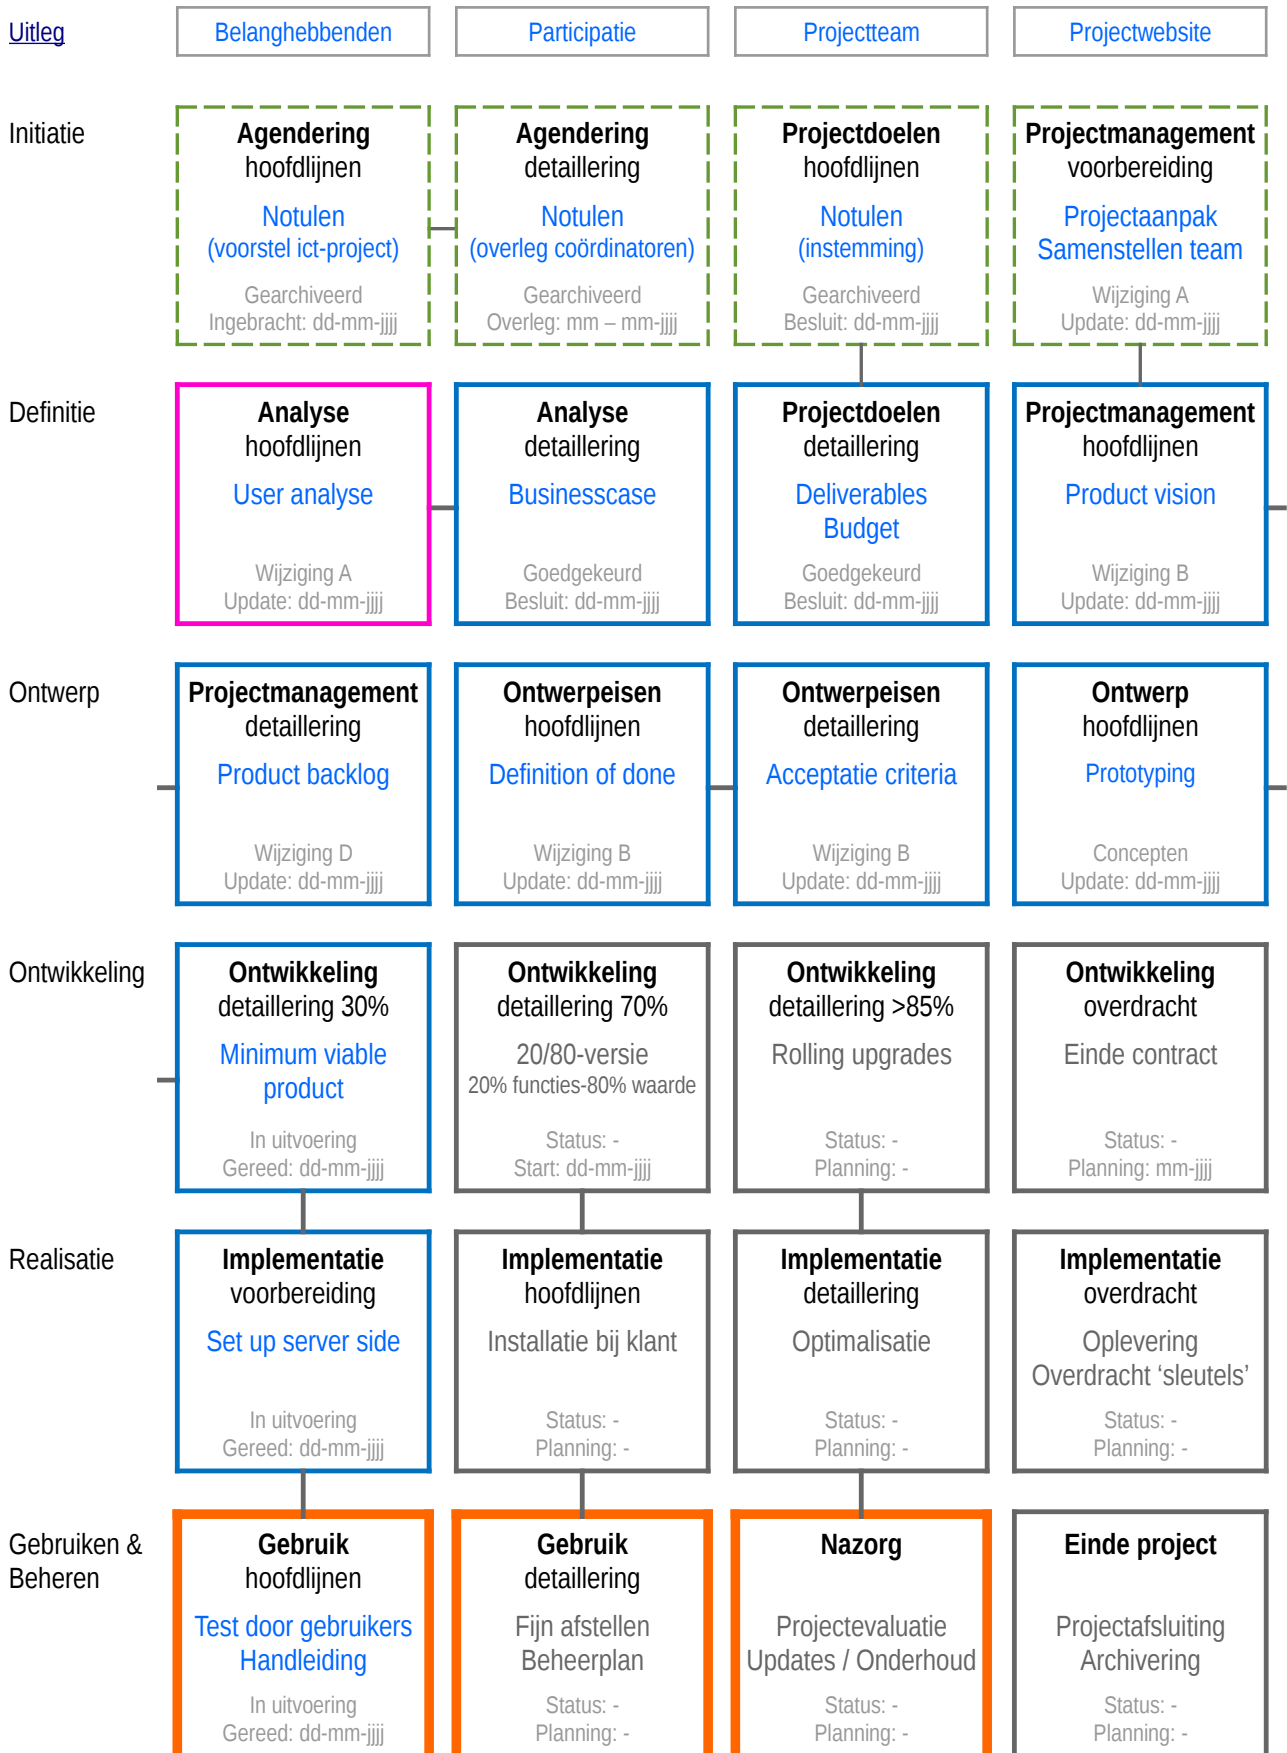 Uitleg
Belanghebbenden
Participatie
Projectteam
Projectwebsite
Initiatie
Agendering
hoofdlijnen
Notulen
(voorstel ict-project)
Gearchiveerd
Ingebracht: dd-mm-jjjj
Agendering
detaillering
Notulen
(overleg coördinatoren)
Gearchiveerd
Overleg: mm – mm-jjjj
Projectdoelen
hoofdlijnen
Notulen
(instemming)
Gearchiveerd
Besluit: dd-mm-jjjj
Projectmanagement
voorbereiding
Projectaanpak
Samenstellen team
Wijziging A
Update: dd-mm-jjjj
Definitie
Analyse
hoofdlijnen
User analyse
Wijziging A
Update: dd-mm-jjjj
Analyse
detaillering
Businesscase
Goedgekeurd
Besluit: dd-mm-jjjj
Projectdoelen
detaillering
Deliverables
Budget
Goedgekeurd
Besluit: dd-mm-jjjj
Projectmanagement
hoofdlijnen
Product vision
Wijziging B
Update: dd-mm-jjjj
Ontwerp
Projectmanagement
detaillering
Product backlog
Wijziging D
Update: dd-mm-jjjj
Ontwerpeisen
hoofdlijnen
Definition of done
Wijziging B
Update: dd-mm-jjjj
Ontwerpeisen
detaillering
Acceptatie criteria
Wijziging B
Update: dd-mm-jjjj
Ontwerp
hoofdlijnen
Prototyping
Concepten
Update: dd-mm-jjjj
Ontwikkeling
Ontwikkeling
detaillering 30%
Minimum viable
product
In uitvoering
Gereed: dd-mm-jjjj
Ontwikkeling
detaillering 70%
20/80-versie
20% functies-80% waarde
Status: -
Start: dd-mm-jjjj
Ontwikkeling
detaillering >85%
Rolling upgrades
Status: -
Planning: -
Ontwikkeling
overdracht
Einde contract
Status: -
Planning: mm-jjjj
Realisatie
Implementatie
voorbereiding
Set up server side
In uitvoering
Gereed: dd-mm-jjjj
Implementatie
hoofdlijnen
Installatie bij klant
Status: -
Planning: -
Implementatie
detaillering
Optimalisatie
Status: -
Planning: -
Implementatie
overdracht
Oplevering
Overdracht ‘sleutels’
Status: -
Planning: -
Gebruiken &
Beheren
Gebruik
hoofdlijnen
Test door gebruikers
Handleiding
In uitvoering
Gereed: dd-mm-jjjj
Gebruik
detaillering
Fijn afstellen
Beheerplan
Status: -
Planning: -
Nazorg
Projectevaluatie
Updates / Onderhoud
Status: -
Planning: -
Einde project
Projectafsluiting
Archivering
Status: -
Planning: -